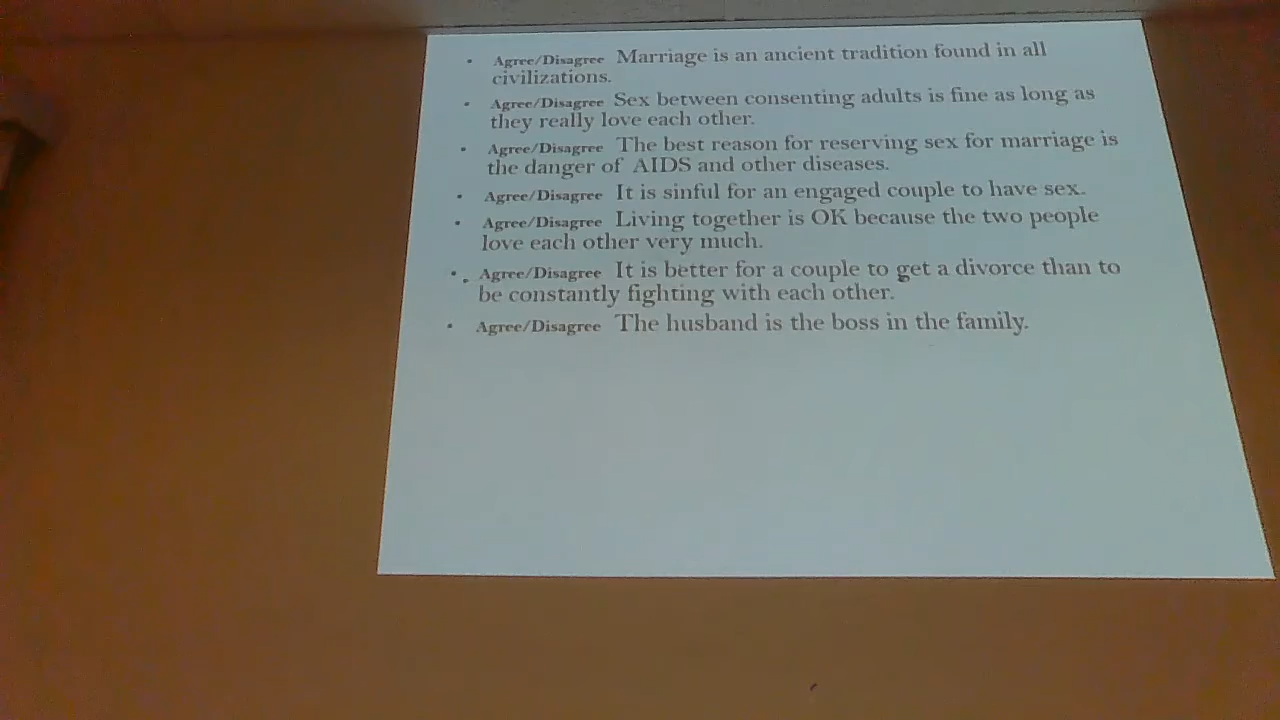 • Agree/Disagree Marriage is an ancient tradition found in all
civilizations.
• Agree/Disagree Sex between consenting adults is fine as long as
they really love each other.
• Agree/Disagree The best reason for reserving sex for marriage is
the danger of AIDS and other diseases.
• Agree/Disagree It is sinful for an engaged couple to have sex.
• Agree/Disagree Living together is OK because the two people
love each other very much.
• Agree/Disagree It is better for a couple to get a divorce than to
be constantly fighting with each other.
• Agree/Disagree The husband is the boss in the family.